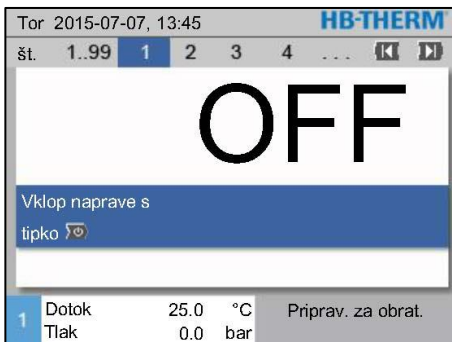 Tor 2015-07-07, 13:45 HB-THERM
št. 1..99 1 2 3 4 ...
OFF
Vklop naprave s
tipko
1 Dotok 25.0 °C Priprav. za obrat.
Tlak 0.0 bar